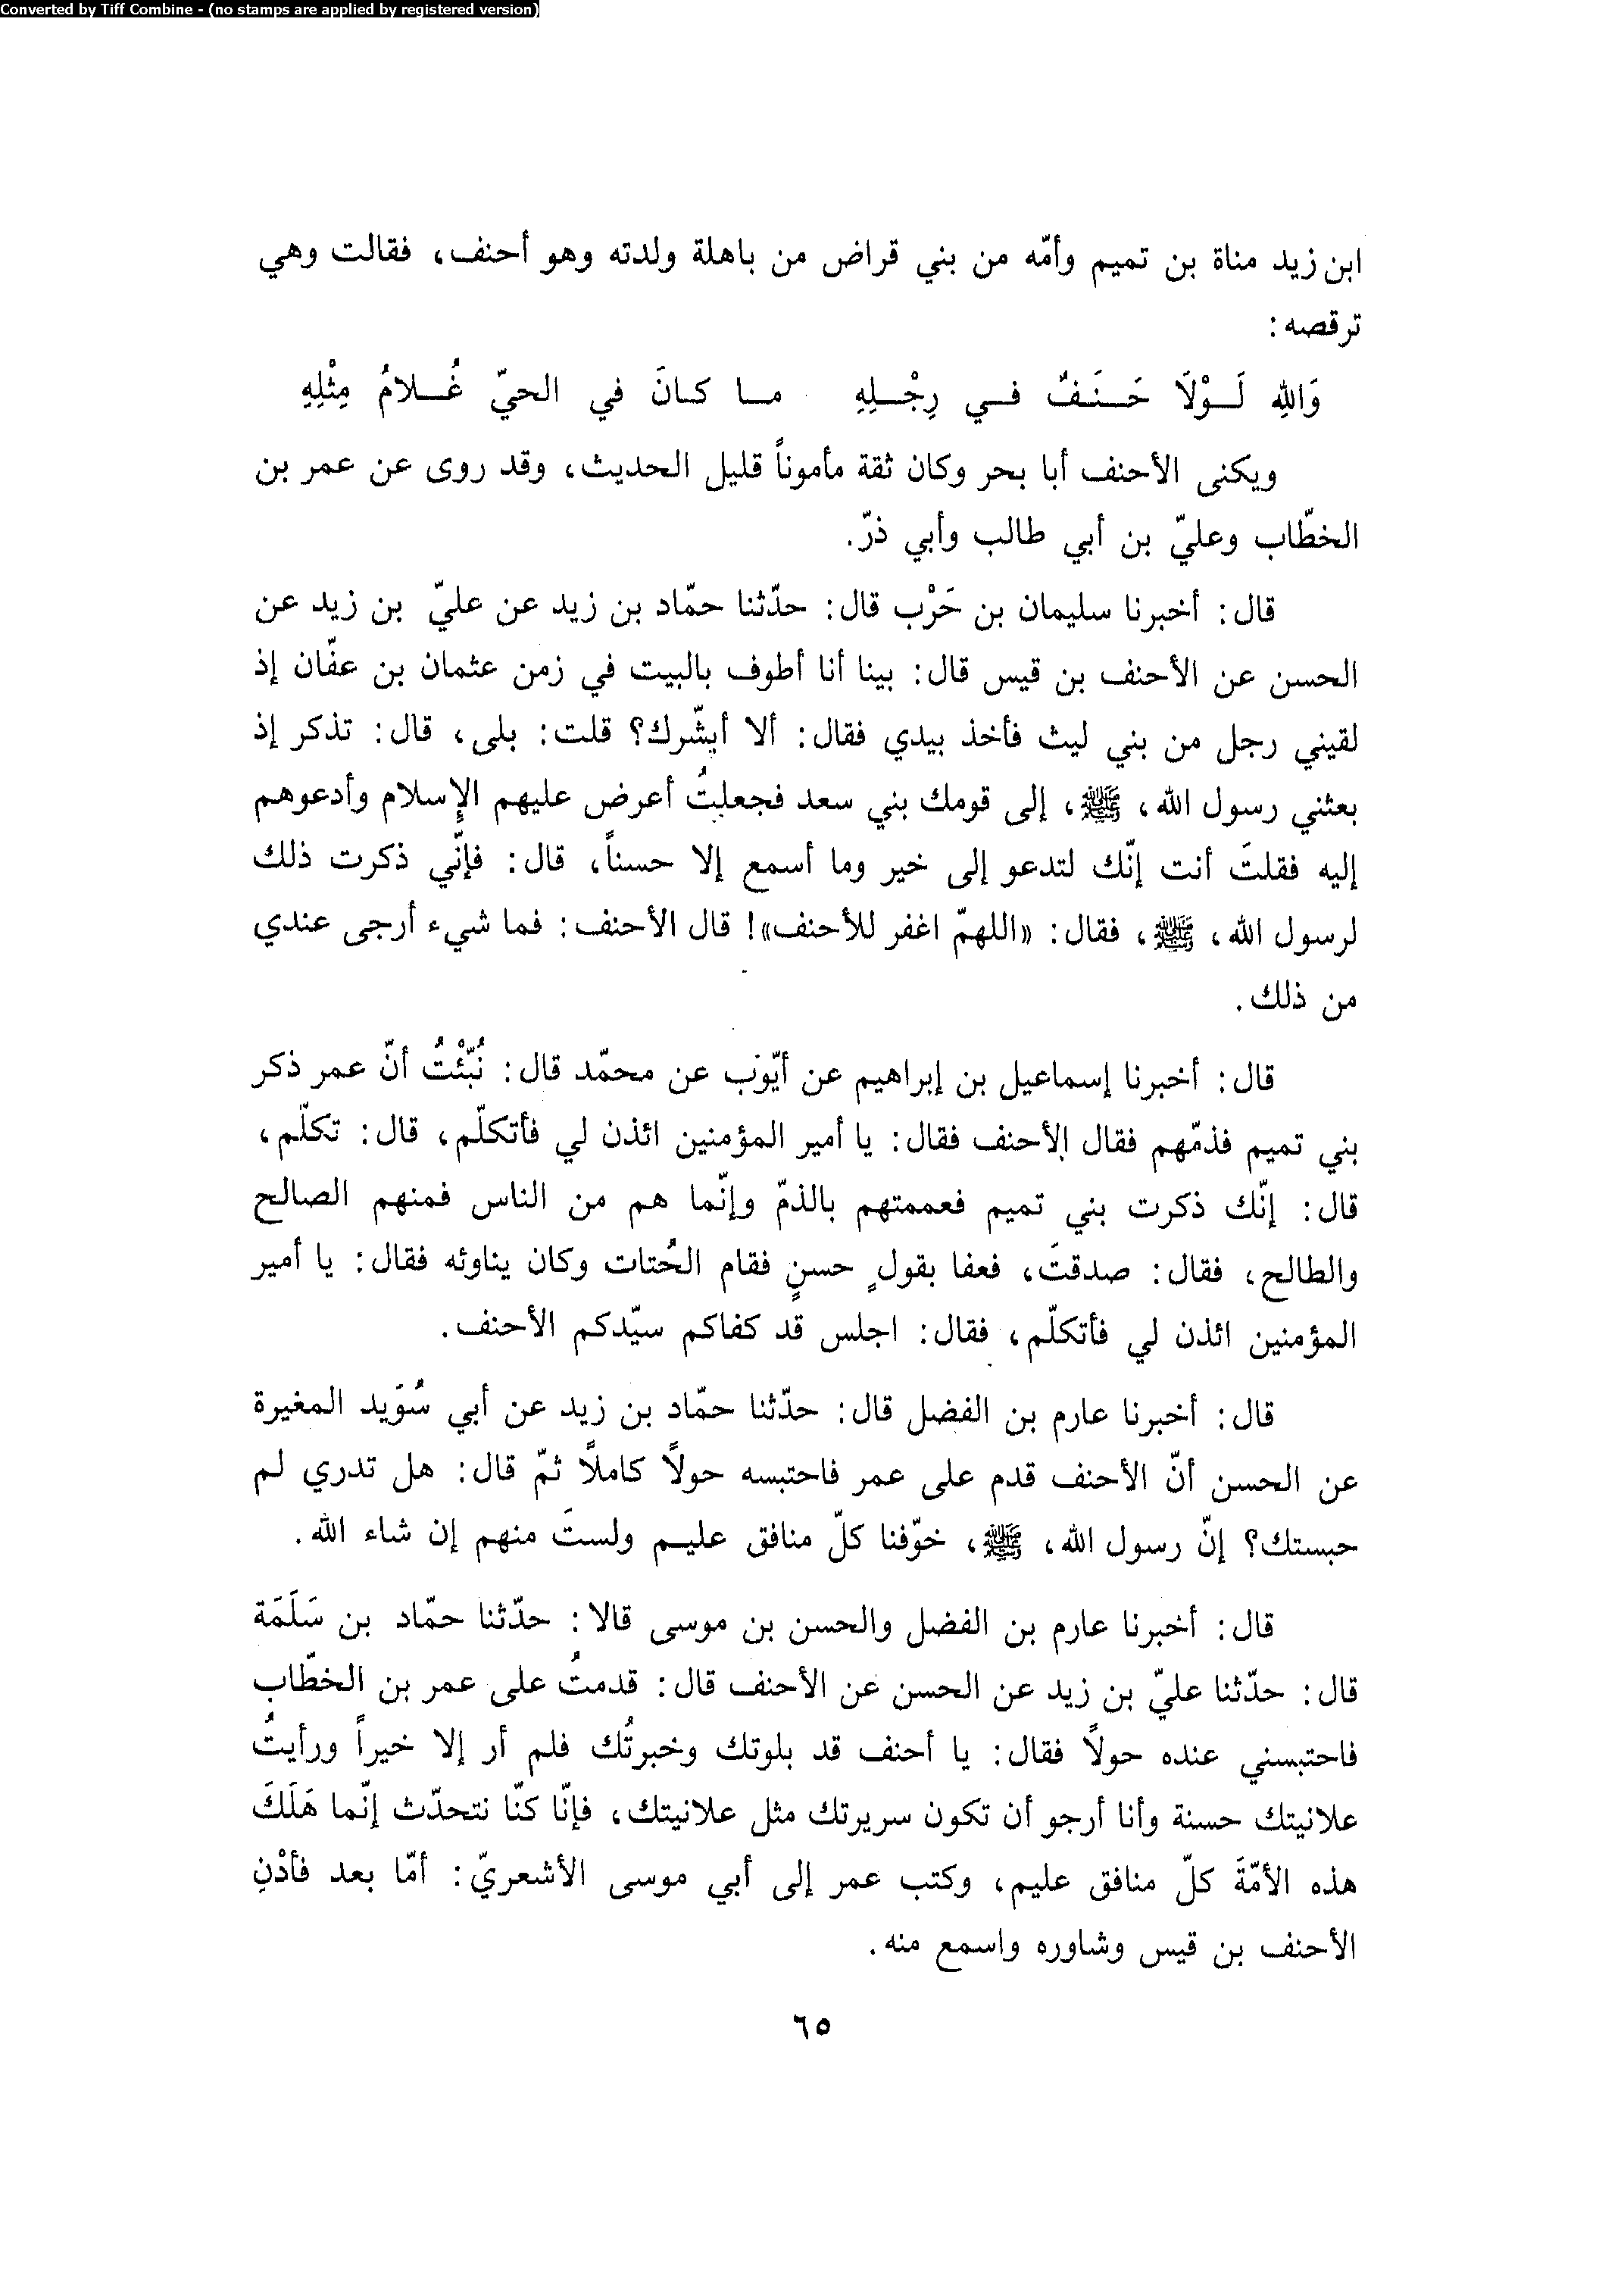 Converted by Tiff Combine - (no stamps are applied by registered version)
ابن زيد مناة بن تميم وأمّه من بني قراض من باهلة ولدته وهو أحنف، فقالت وهي
ترقصه:
وَاللهِ لَـوْلَا حَـنَـفٌ فـي رِجْـلِهِ ما كـانَ في الحيّ غُـلامُ مِثْلِهِ
ويكنى الأحنف أبا بحر وكان ثقة مأموناً قليل الحديث، وقد روى عن عمر بن
الخطّاب وعليّ بن أبي طالب وأبي ذرّ.
قال: أخبرنا سليمان بن حَرْب قال: حدّثنا حمّاد بن زيد عن عليّ بن زيد عن
الحسن عن الأحنف بن قيس قال: بينا أنا أطوف بالبيت في زمن عثمان بن عفّان إذ
لقيني رجل من بني ليث فأخذ بيدي فقال: ألا أبشّرك؟ قلت: بلى، قال: تذكر إذ
بعثني رسول الله، ﷺ، إلى قومك بني سعد فجعلتُ أعرض عليهم الإسلام وأدعوهم
إليه فقلتَ أنت إنّك لتدعو إلى خير وما أسمع إلا حسناً، قال: فإنّي ذكرت ذلك
لرسول الله، ﷺ، فقال: «اللهمّ اغفر للأحنف»! قال الأحنف: فما شيء أرجى عندي
من ذلك.
قال: أخبرنا إسماعيل بن إبراهيم عن أيّوب عن محمّد قال: نُبّئْتُ أنّ عمر ذكر
بني تميم فذمّهم فقال الأحنف فقال: يا أمير المؤمنين ائذن لي فأتكلّم، قال: تكلّم،
قال: إنّك ذكرت بني تميم فعممتهم بالذمّ وإنّما هم من الناس فمنهم الصالح
والطالح، فقال: صدقتَ، فعفا بقولٍ حسنٍ فقام الحُتات وكان يناوئه فقال: يا أمير
المؤمنين ائذن لي فأتكلّم، فقال: اجلس قد كفاكم سيّدكم الأحنف.
قال: أخبرنا عارم بن الفضل قال: حدّثنا حمّاد بن زيد عن أبي سُوَيد المغيرة
عن الحسن أنّ الأحنف قدم على عمر فاحتبسه حولاً كاملاً ثمّ قال: هل تدري لم
حبستك؟ إنّ رسول الله، ﷺ، خوّفنا كلّ منافق عليـم ولستَ منهم إن شاء الله.
قال: أخبرنا عارم بن الفضل والحسن بن موسى قالا: حدّثنا حمّاد بن سَلَمَة
قال: حدّثنا عليّ بن زيد عن الحسن عن الأحنف قال: قدمتُ على عمر بن الخطّاب
فاحتبسني عنده حولاً فقال: يا أحنف قد بلوتك وخبرتُك فلم أر إلا خيراً ورأيتُ
علانيتك حسنة وأنا أرجو أن تكون سريرتك مثل علانيتك، فإنّا كنّا نتحدّث إنّما هَلَكَ
هذه الأمّةَ كلّ منافق عليم، وكتب عمر إلى أبي موسى الأشعريّ: أمّا بعد فأدْنِ
الأحنف بن قيس وشاوره واسمع منه.
٦٥